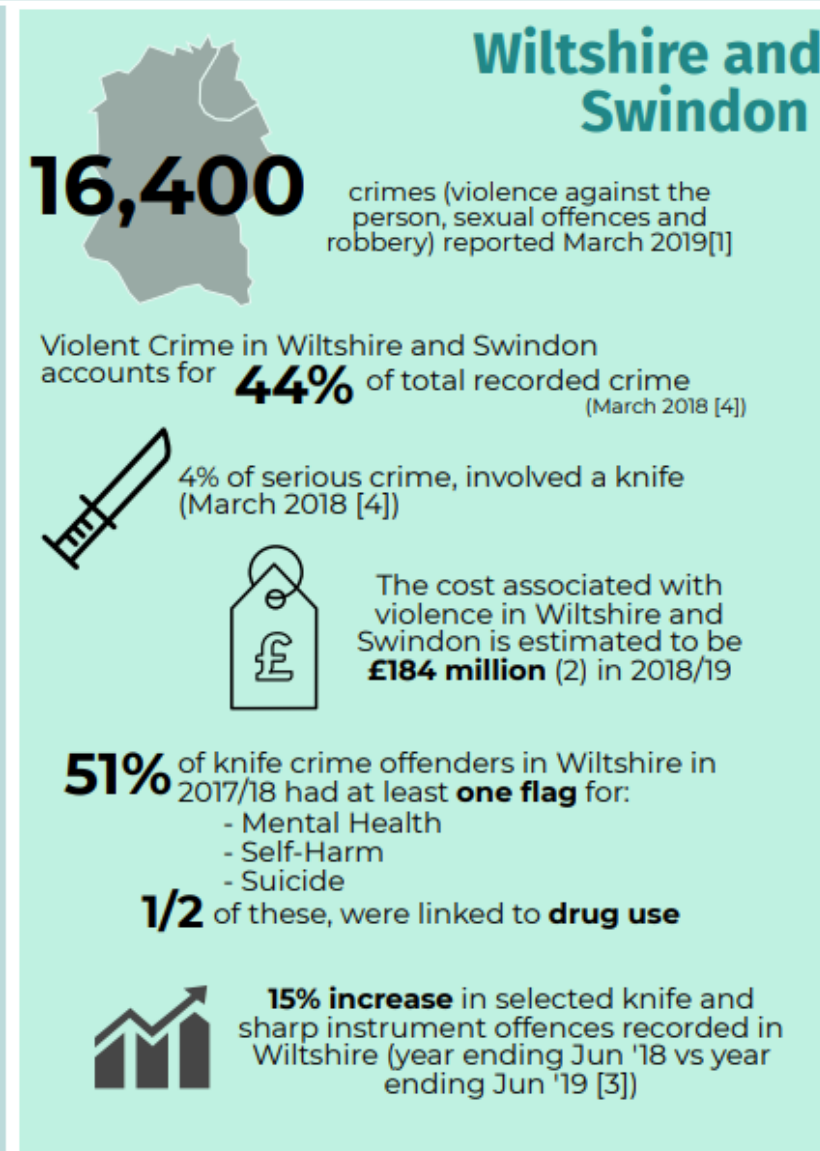 Wiltshire and
Swindon
16,400
crimes (violence against the
person, sexual offences and
robbery) reported March 2019[1]
Violent Crime in Wiltshire and Swindon
accounts for 44% of total recorded crime
(March 2018 [4])
4% of serious crime, involved a knife
(March 2018 [4])
£
The cost associated with
violence in Wiltshire and
Swindon is estimated to be
£184 million (2) in 2018/19
51% of knife crime offenders in Wiltshire in
2017/18 had at least one flag for:
- Mental Health
- Self-Harm
- Suicide
1/2 of these, were linked to drug use
15% increase in selected knife and
sharp instrument offences recorded in
Wiltshire (year ending Jun '18 vs year
ending Jun '19 [3])